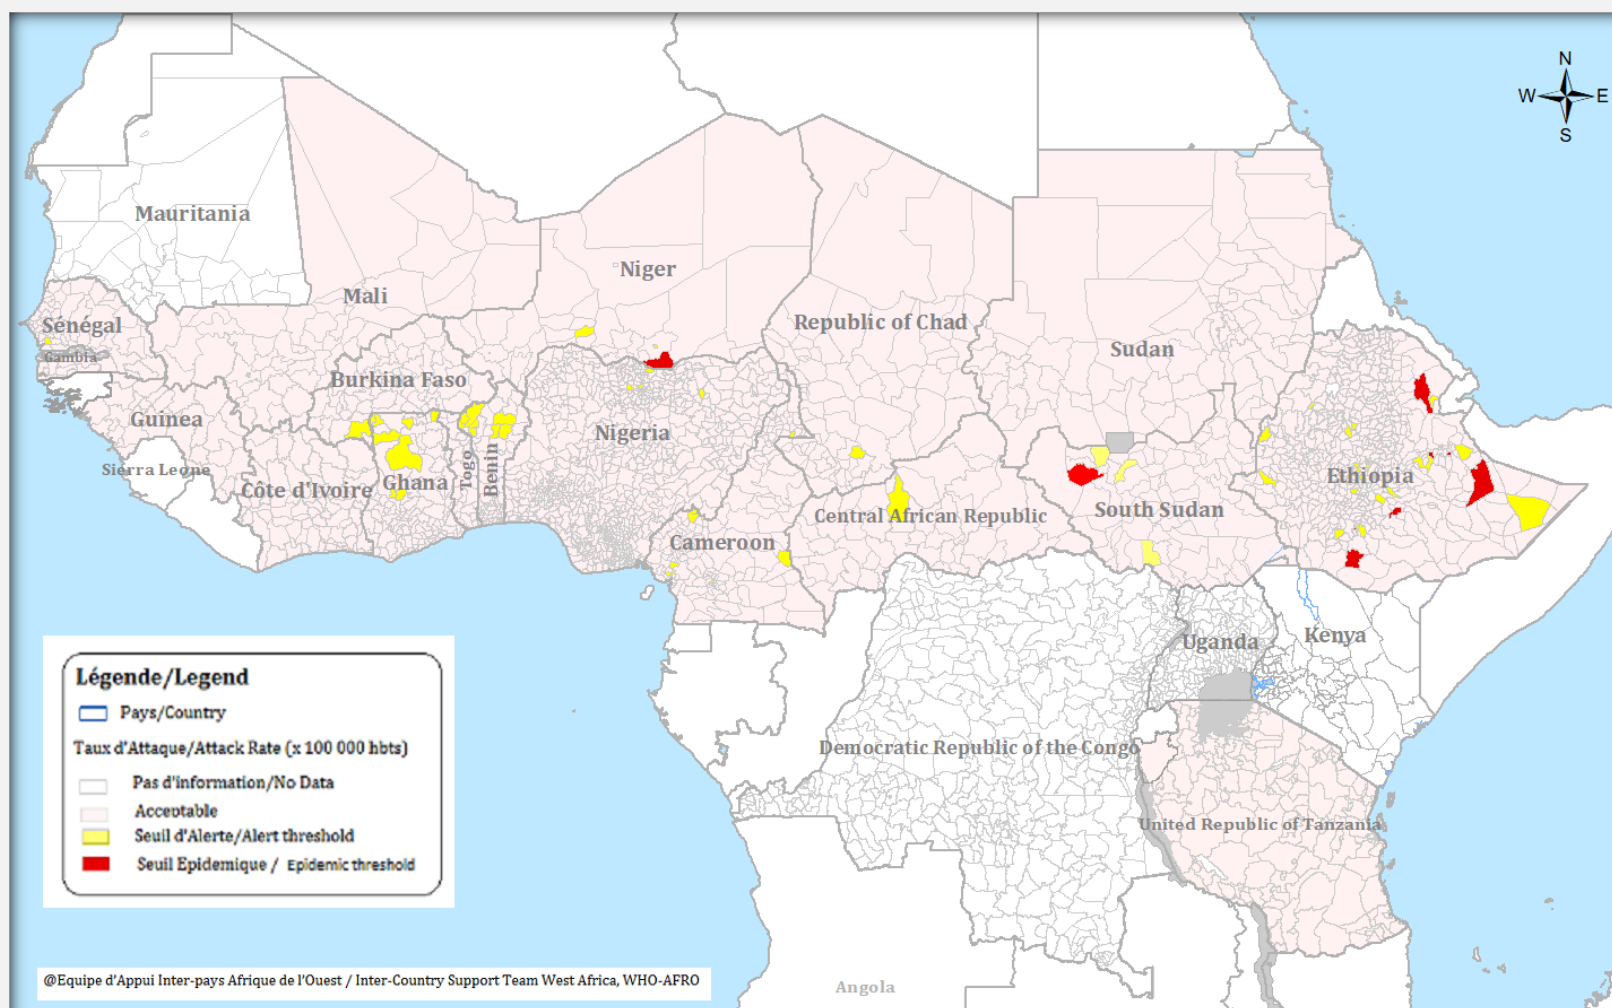 N
W E
S
Mauritania
Niger
Mali
Sénégal
Gambia
Republic of Chad
Sudan
Burkina Faso
Guinea
Nigeria
Sierra Leone
Côte d'Ivoire
Ghana
Togo
Benin
Ethiopia
Central African Republic
South Sudan
Cameroon
Uganda
Kenya
Democratic Republic of the Congo
United Republic of Tanzania
Angola
Légende/Legend
Pays/Country
Taux d'Attaque/Attack Rate (x 100 000 hbts)
Pas d'information/No Data
Acceptable
Seuil d'Alerte/Alert threshold
Seuil Epidemique / Epidemic threshold
@Equipe d'Appui Inter-pays Afrique de l'Ouest / Inter-Country Support Team West Africa, WHO-AFRO